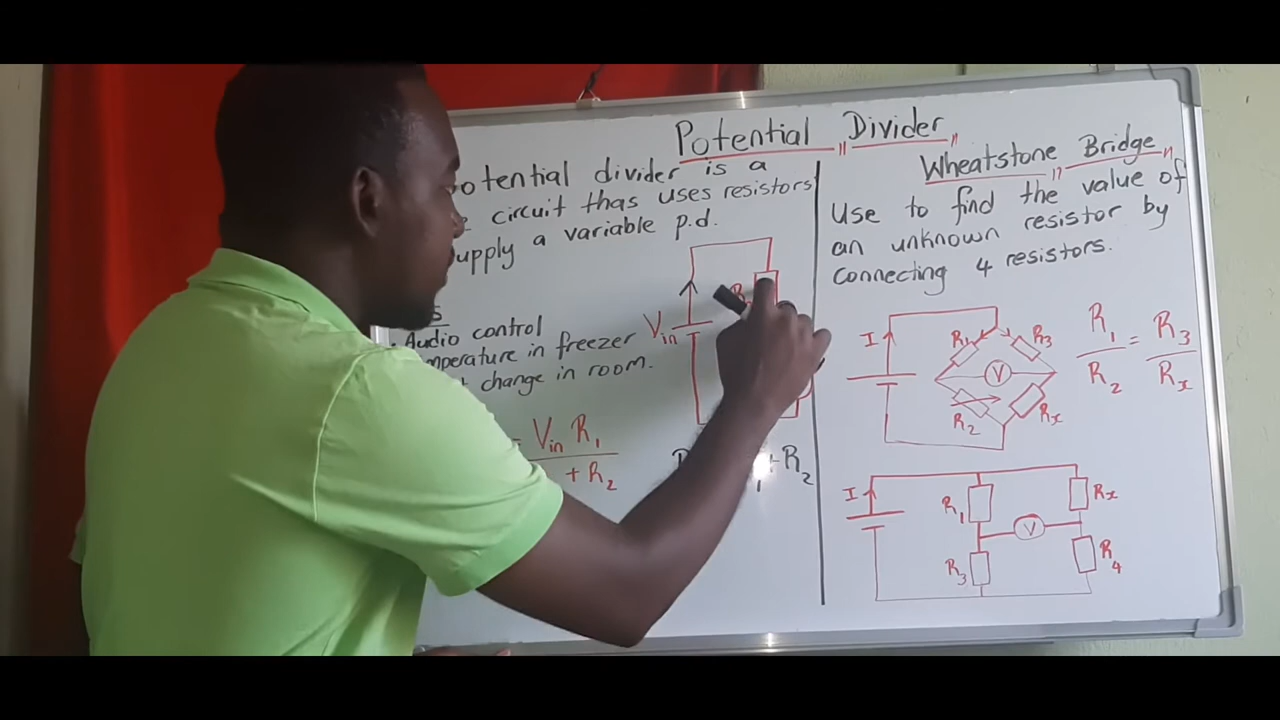 Potential Divider
otential divider is a
circuit thas uses resistors
upply a variable p.d.
Audio control
mperature in freezer
change in room.
= Vin R1
+ R2
Vin
R
+ R2
Wheatstone Bridge
Use to find the value of
an unknown resistor by
connecting 4 resistors.
I
R1
R3
V
R2
Rx
R1 = R3
R2 Rx
I
R1
Rx
V
R3
R4